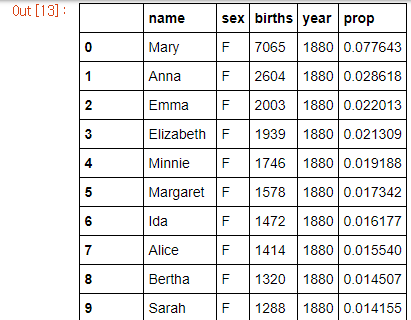 Out [13]:
name sex births year prop
0 Mary F 7065 1880 0.077643
1 Anna F 2604 1880 0.028618
2 Emma F 2003 1880 0.022013
3 Elizabeth F 1939 1880 0.021309
4 Minnie F 1746 1880 0.019188
5 Margaret F 1578 1880 0.017342
6 Ida F 1472 1880 0.016177
7 Alice F 1414 1880 0.015540
8 Bertha F 1320 1880 0.014507
9 Sarah F 1288 1880 0.014155